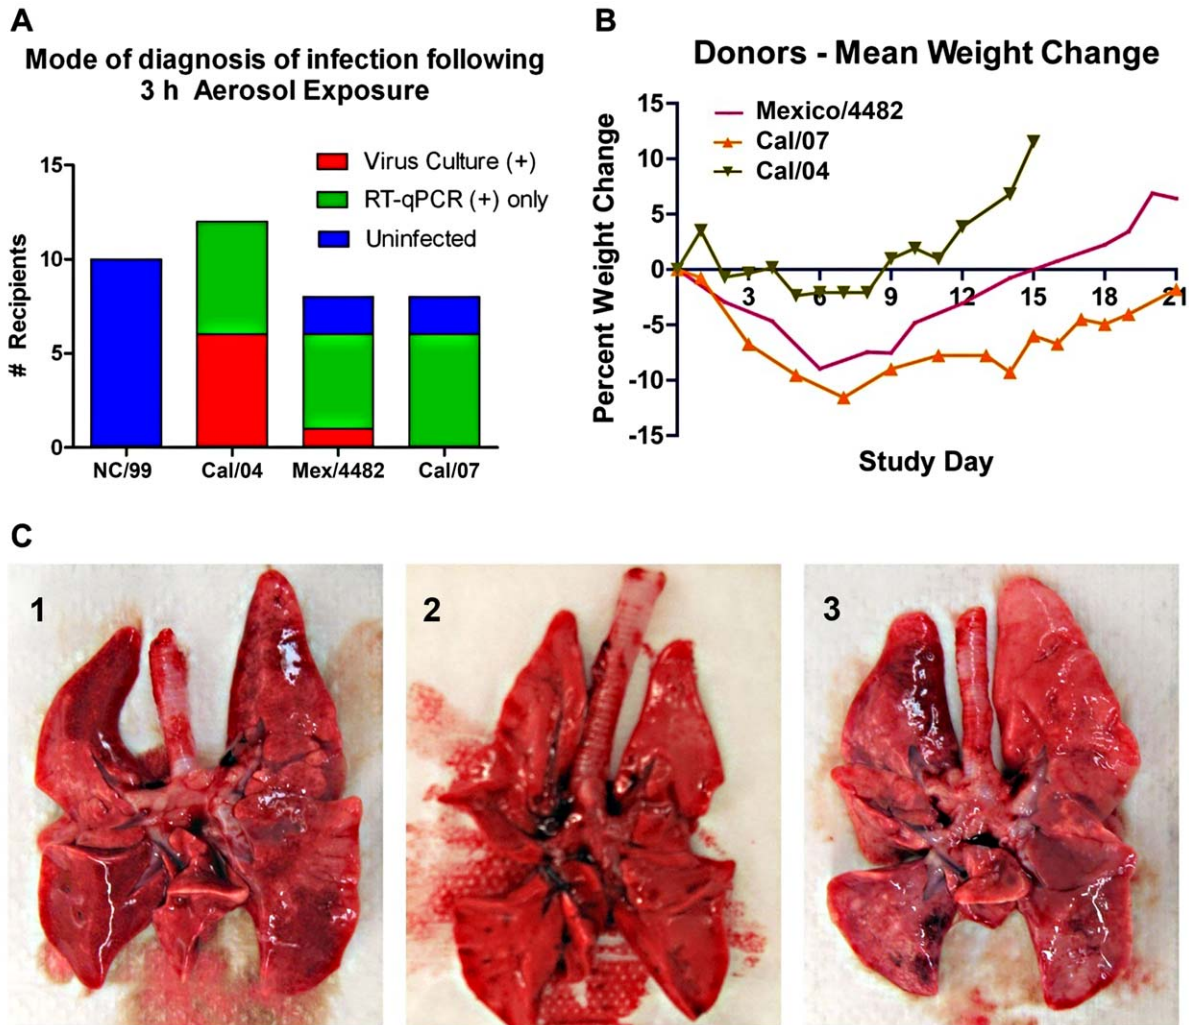 A
Mode of diagnosis of infection following
3 h Aerosol Exposure
15
10
5
0
# Recipients
Virus Culture (+)
RT-qPCR (+) only
Uninfected
NC/99
Cal/04
Mex/4482
Cal/07
B
Donors - Mean Weight Change
15
10
5
0
-5
-10
-15
Percent Weight Change
Mexico/4482
Cal/07
Cal/04
3
6
9
12
15
18
21
Study Day
C
1
2
3